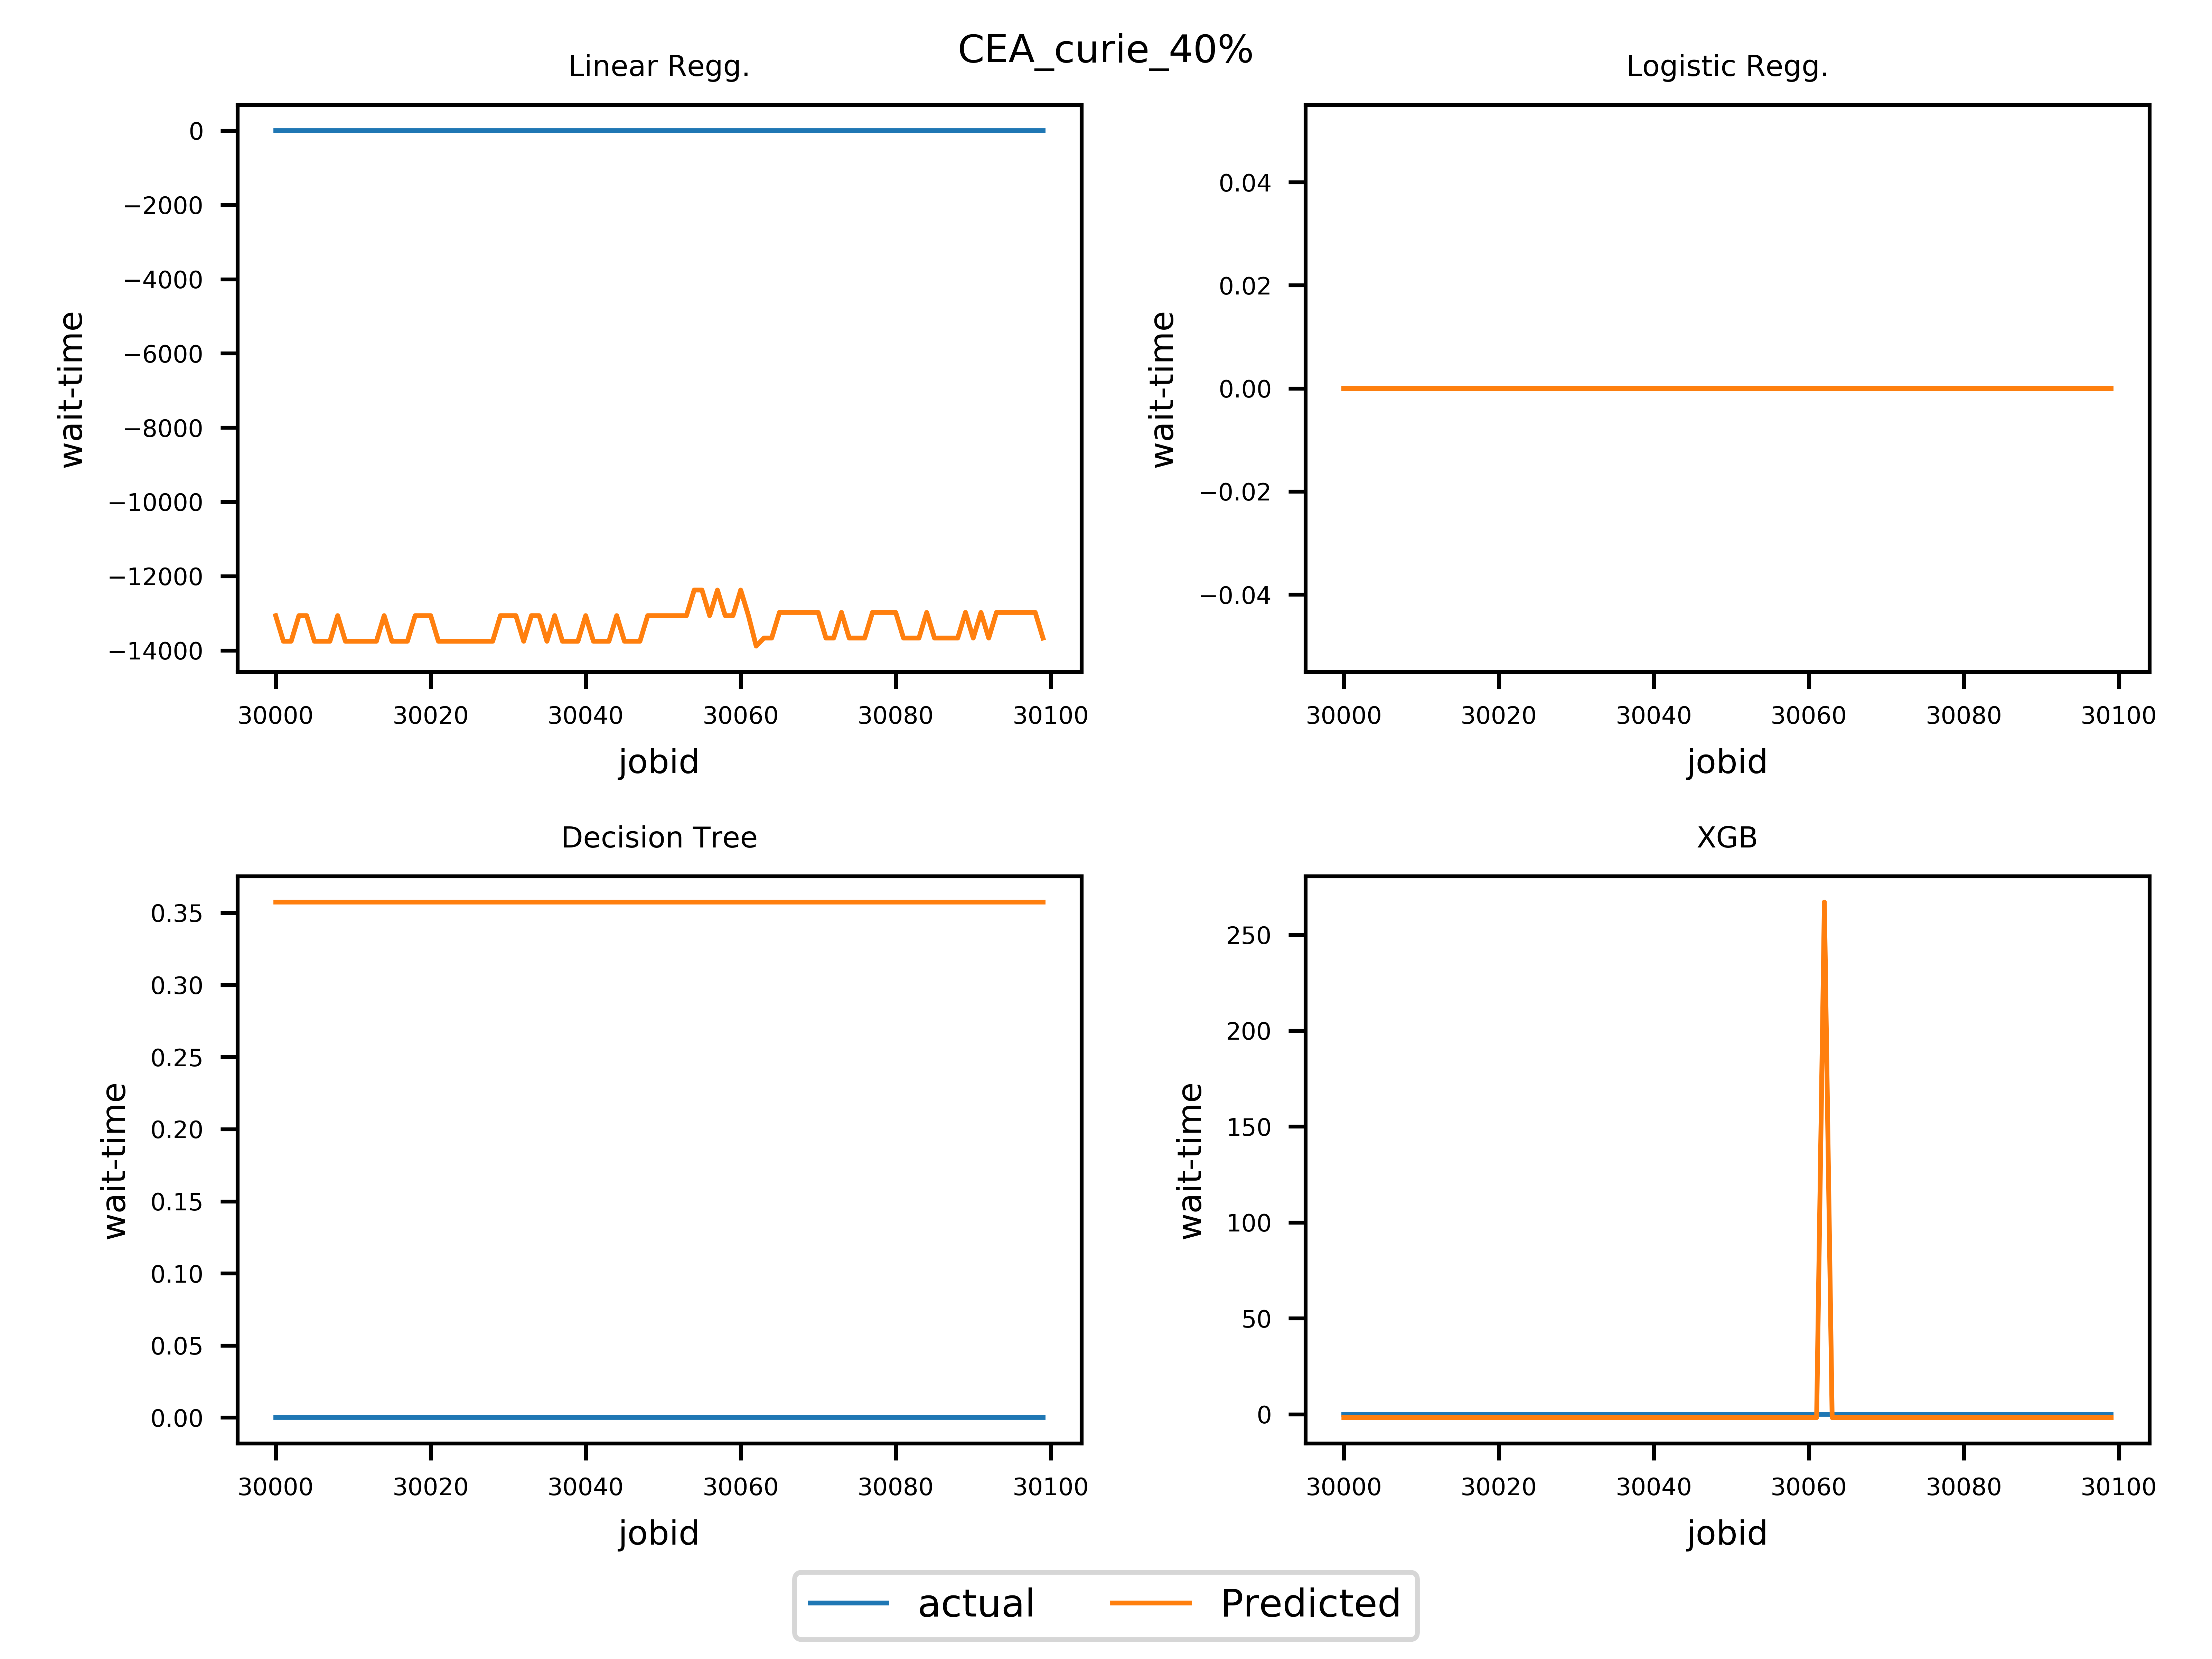 CEA_curie_40%
Linear Regg.
0
−2000
−4000
−6000
−8000
−10000
−12000
−14000
wait-time
30000 30020 30040 30060 30080 30100
jobid
Logistic Regg.
0.04
0.02
0.00
−0.02
−0.04
wait-time
30000 30020 30040 30060 30080 30100
jobid
Decision Tree
0.35
0.30
0.25
0.20
0.15
0.10
0.05
0.00
wait-time
30000 30020 30040 30060 30080 30100
jobid
XGB
250
200
150
100
50
0
wait-time
30000 30020 30040 30060 30080 30100
jobid
actual Predicted